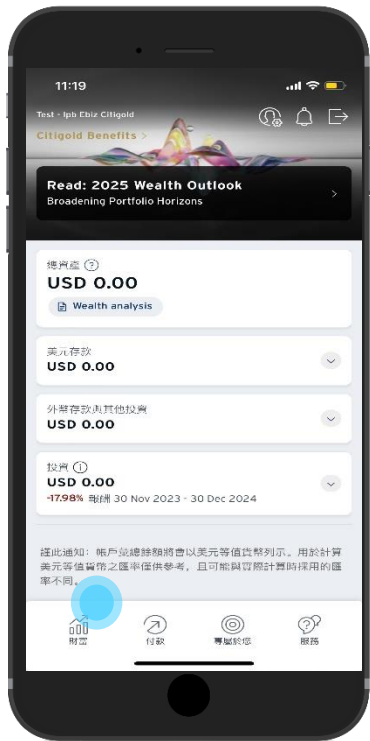 11:19
Test - Ipb Ebiz Citigold
Citigold Benefits >
Read: 2025 Wealth Outlook
Broadening Portfolio Horizons
總資產 ?
USD 0.00
Wealth analysis
美元存款
USD 0.00
外幣存款與其他投資
USD 0.00
投資 i
USD 0.00
-17.98% 報酬 30 Nov 2023 - 30 Dec 2024
謹此通知：帳戶並總餘額將會以美元等值貨幣列示。用於計算
美元等值貨幣之匯率僅供參考，且可能與實際計算時採用的匯
率不同。
財富
付款
專屬於您
服務